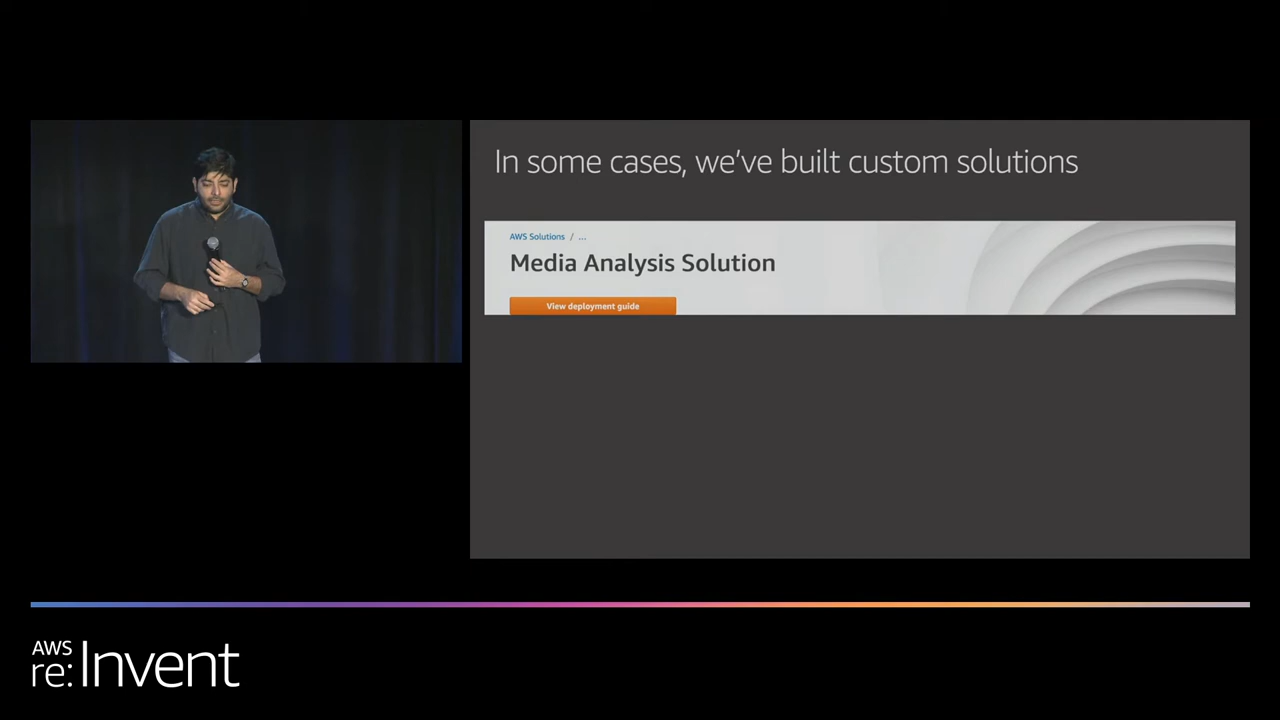 In some cases, we've built custom solutions
AWS Solutions / ...
Media Analysis Solution
View deployment guide
AWS
re:Invent